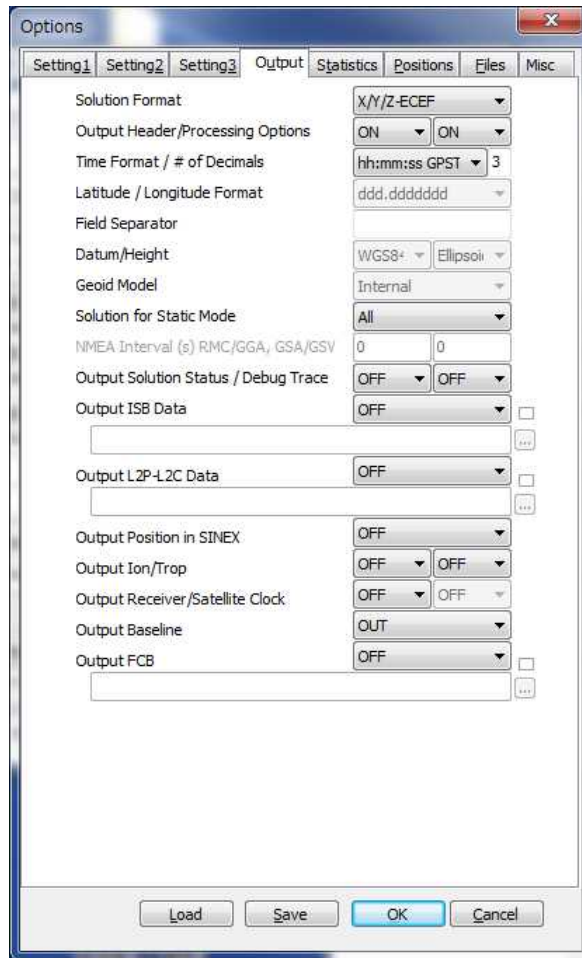 Options
Setting1 Setting2 Setting3 Output Statistics Positions Files Misc
Solution Format X/Y/Z-ECEF
Output Header/Processing Options ON ON
Time Format / # of Decimals hh:mm:ss GPST 3
Latitude / Longitude Format ddd.ddddddd
Field Separator
Datum/Height WGS84 Ellipsoi
Geoid Model Internal
Solution for Static Mode All
NMEA Interval (s) RMC/GGA, GSA/GSV 0 0
Output Solution Status / Debug Trace OFF OFF
Output ISB Data OFF
...
Output L2P-L2C Data OFF
...
Output Position in SINEX OFF
Output Ion/Trop OFF OFF
Output Receiver/Satellite Clock OFF OFF
Output Baseline OUT
Output FCB OFF
...
Load Save OK Cancel